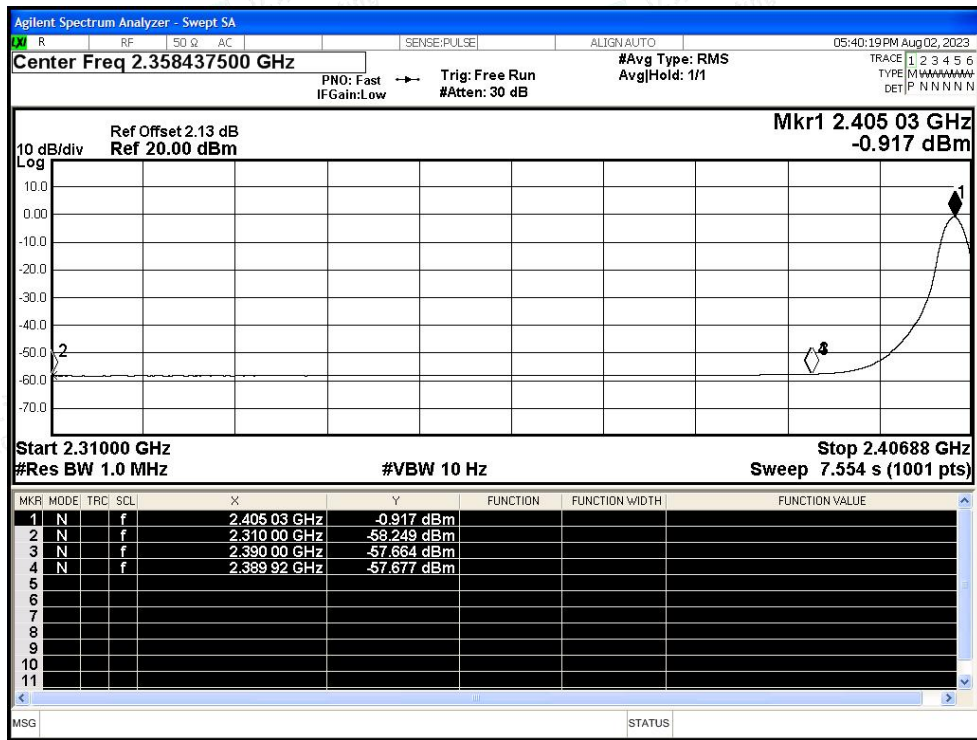 Agilent Spectrum Analyzer - Swept SA
LXI R RF 50 Ω AC SENSE:PULSE ALIGN AUTO 05:40:19 PM Aug 02, 2023
Center Freq 2.358437500 GHz
PNO: Fast Trig: Free Run #Avg Type: RMS TRACE 1 2 3 4 5 6
IFGain:Low #Atten: 30 dB Avg|Hold: 1/1 TYPE M WWWWW
DET P N N N N N
Ref Offset 2.13 dB Mkr1 2.405 03 GHz
10 dB/div Ref 20.00 dBm -0.917 dBm
Log
10.0
1
0.00
-10.0
-20.0
-30.0
-40.0
-50.0
2
-60.0
-70.0
Start 2.31000 GHz Stop 2.40688 GHz
#Res BW 1.0 MHz #VBW 10 Hz Sweep 7.554 s (1001 pts)
MKR MODE TRC SCL X Y FUNCTION FUNCTION WIDTH FUNCTION VALUE
1 N f 2.405 03 GHz -0.917 dBm
2 N f 2.310 00 GHz -58.249 dBm
3 N f 2.390 00 GHz -57.664 dBm
4 N f 2.389 92 GHz -57.677 dBm
5
6
7
8
9
10
11
MSG STATUS